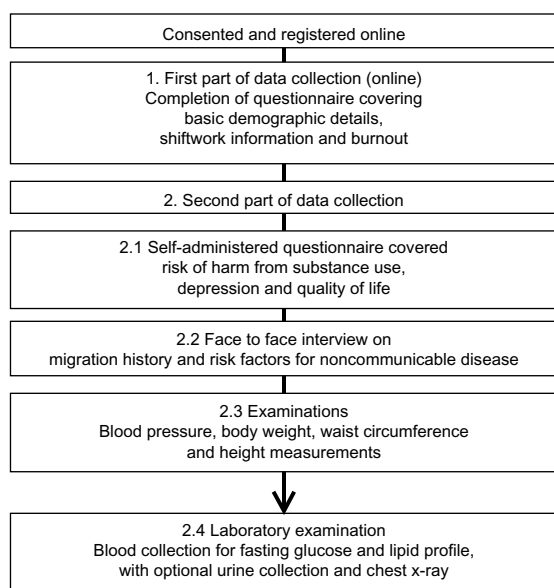 Consented and registered online
1. First part of data collection (online)
Completion of questionnaire covering
basic demographic details,
shiftwork information and burnout
2. Second part of data collection
2.1 Self-administered questionnaire covered
risk of harm from substance use,
depression and quality of life
2.2 Face to face interview on
migration history and risk factors for noncommunicable disease
2.3 Examinations
Blood pressure, body weight, waist circumference
and height measurements
2.4 Laboratory examination
Blood collection for fasting glucose and lipid profile,
with optional urine collection and chest x-ray